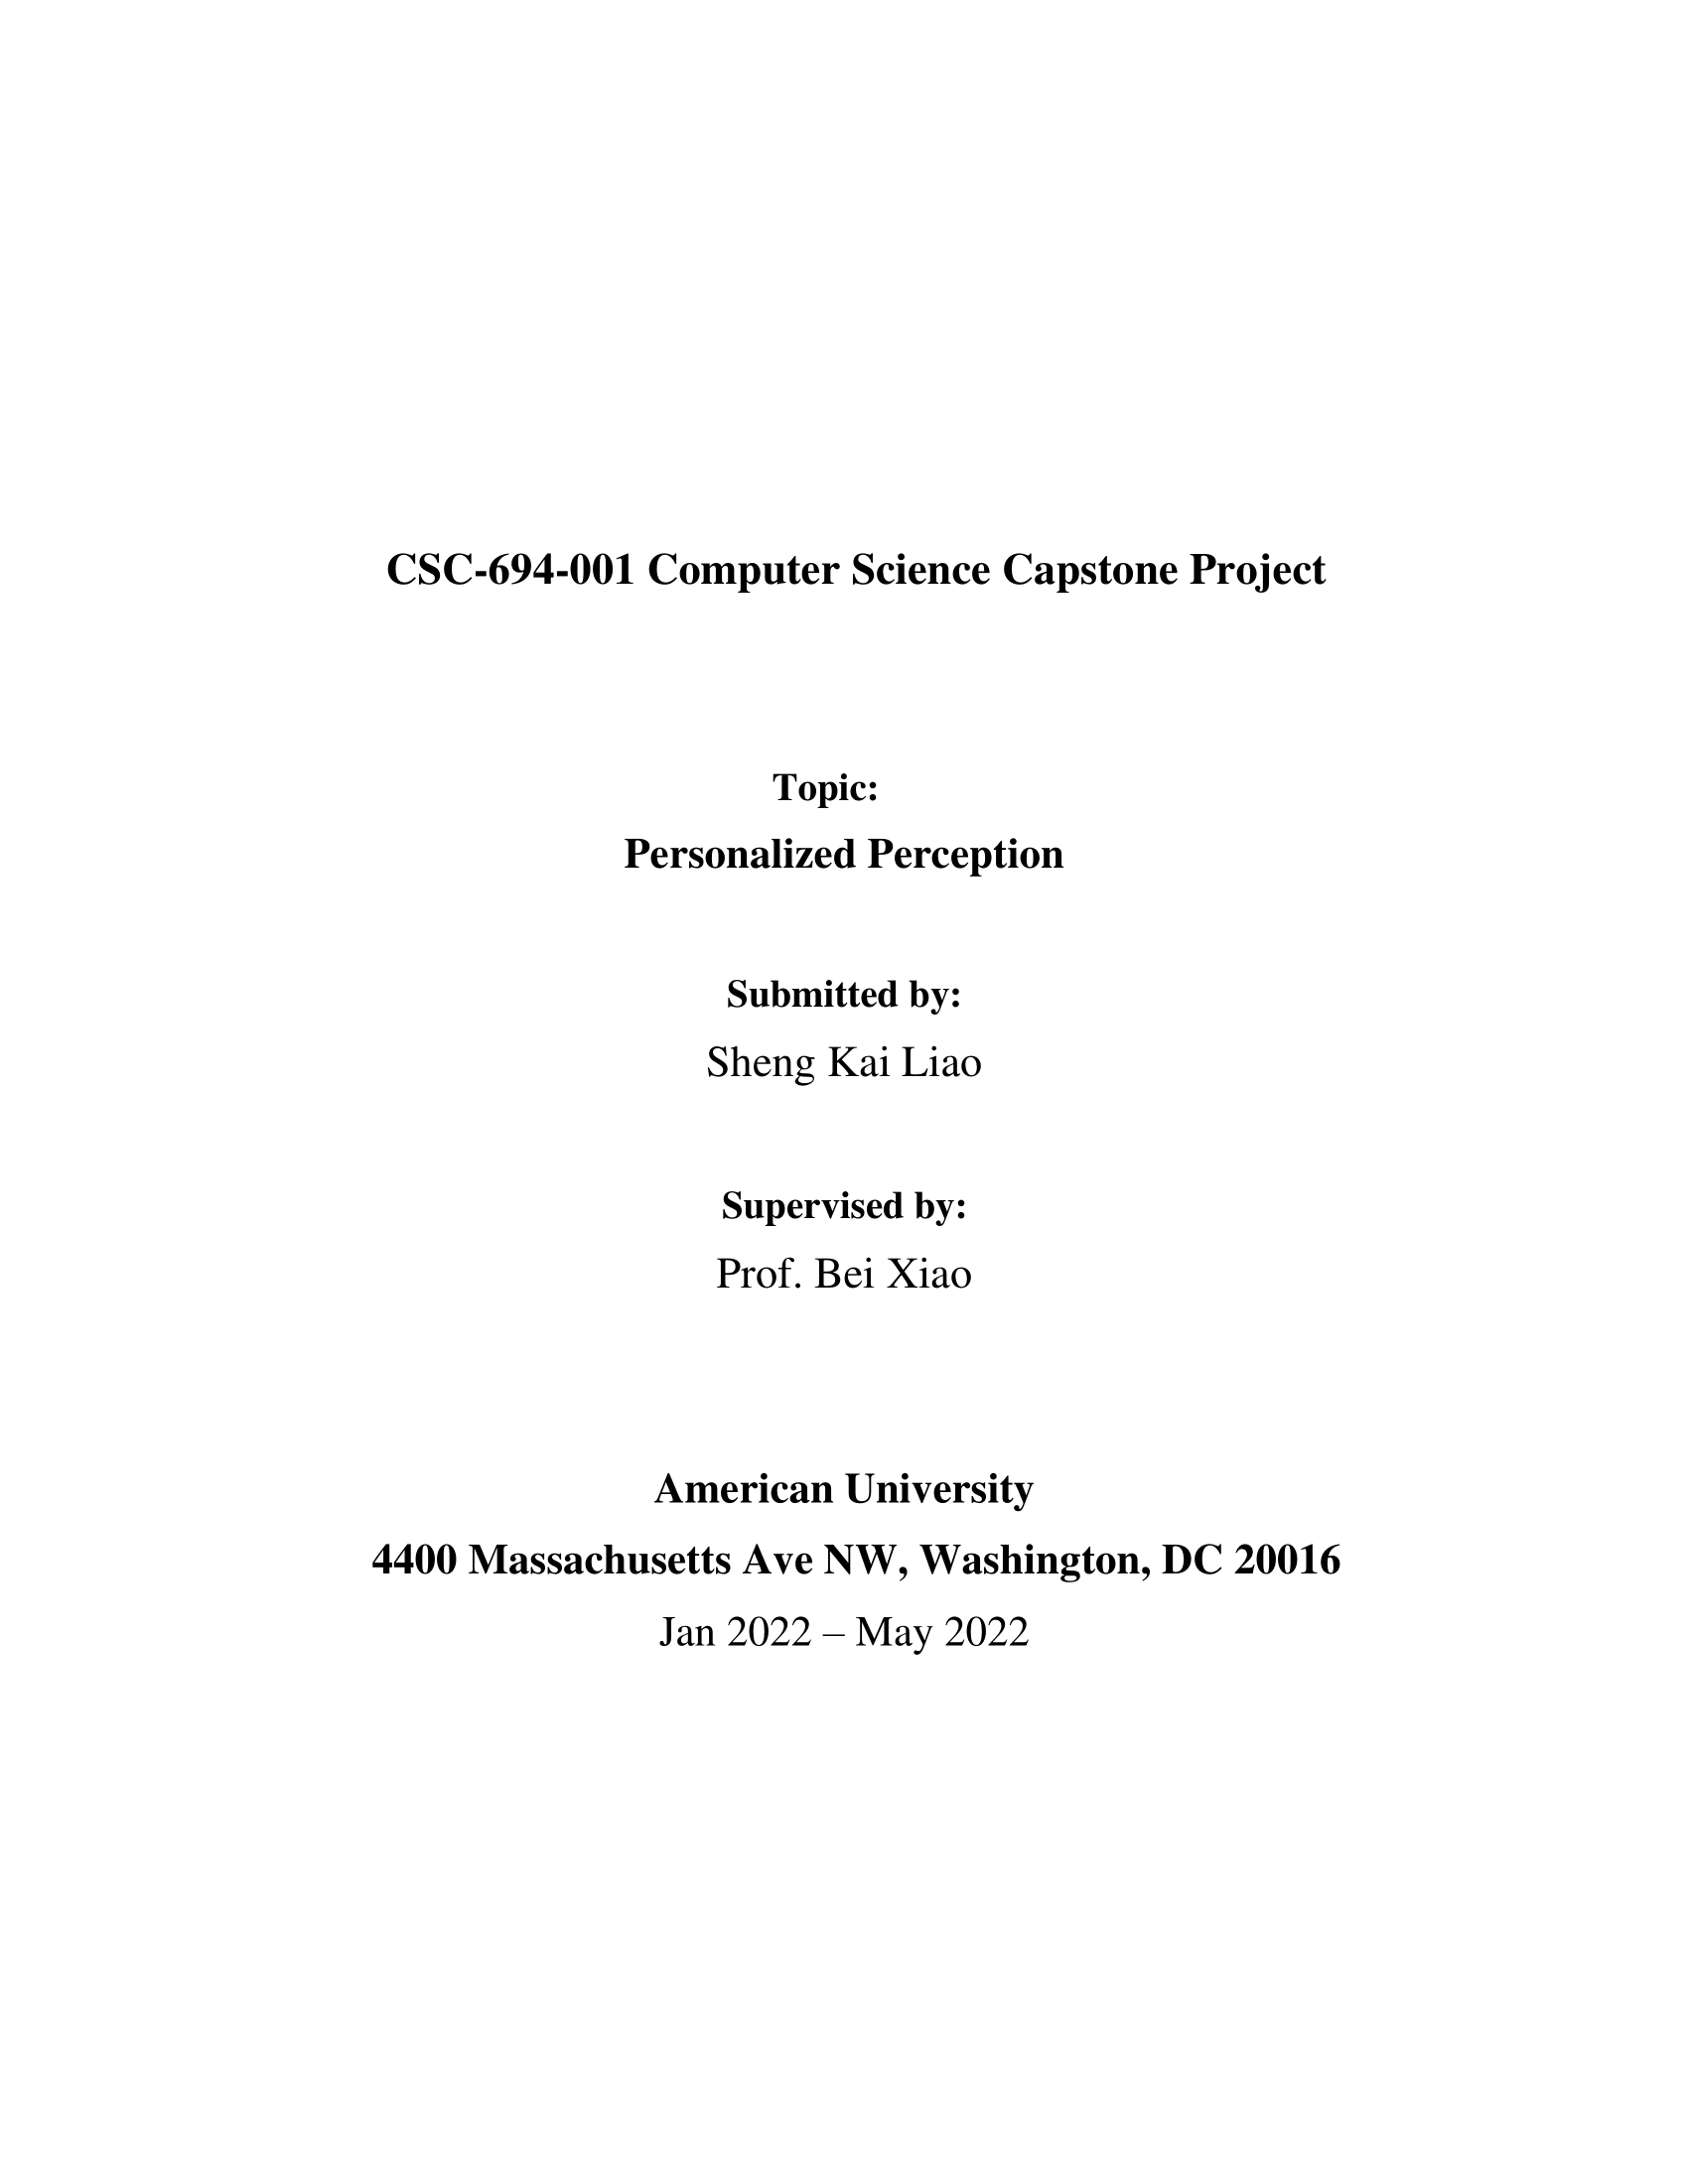 CSC-694-001 Computer Science Capstone Project
Topic:
Personalized Perception
Submitted by:
Sheng Kai Liao
Supervised by:
Prof. Bei Xiao
American University
4400 Massachusetts Ave NW, Washington, DC 20016
Jan 2022 – May 2022